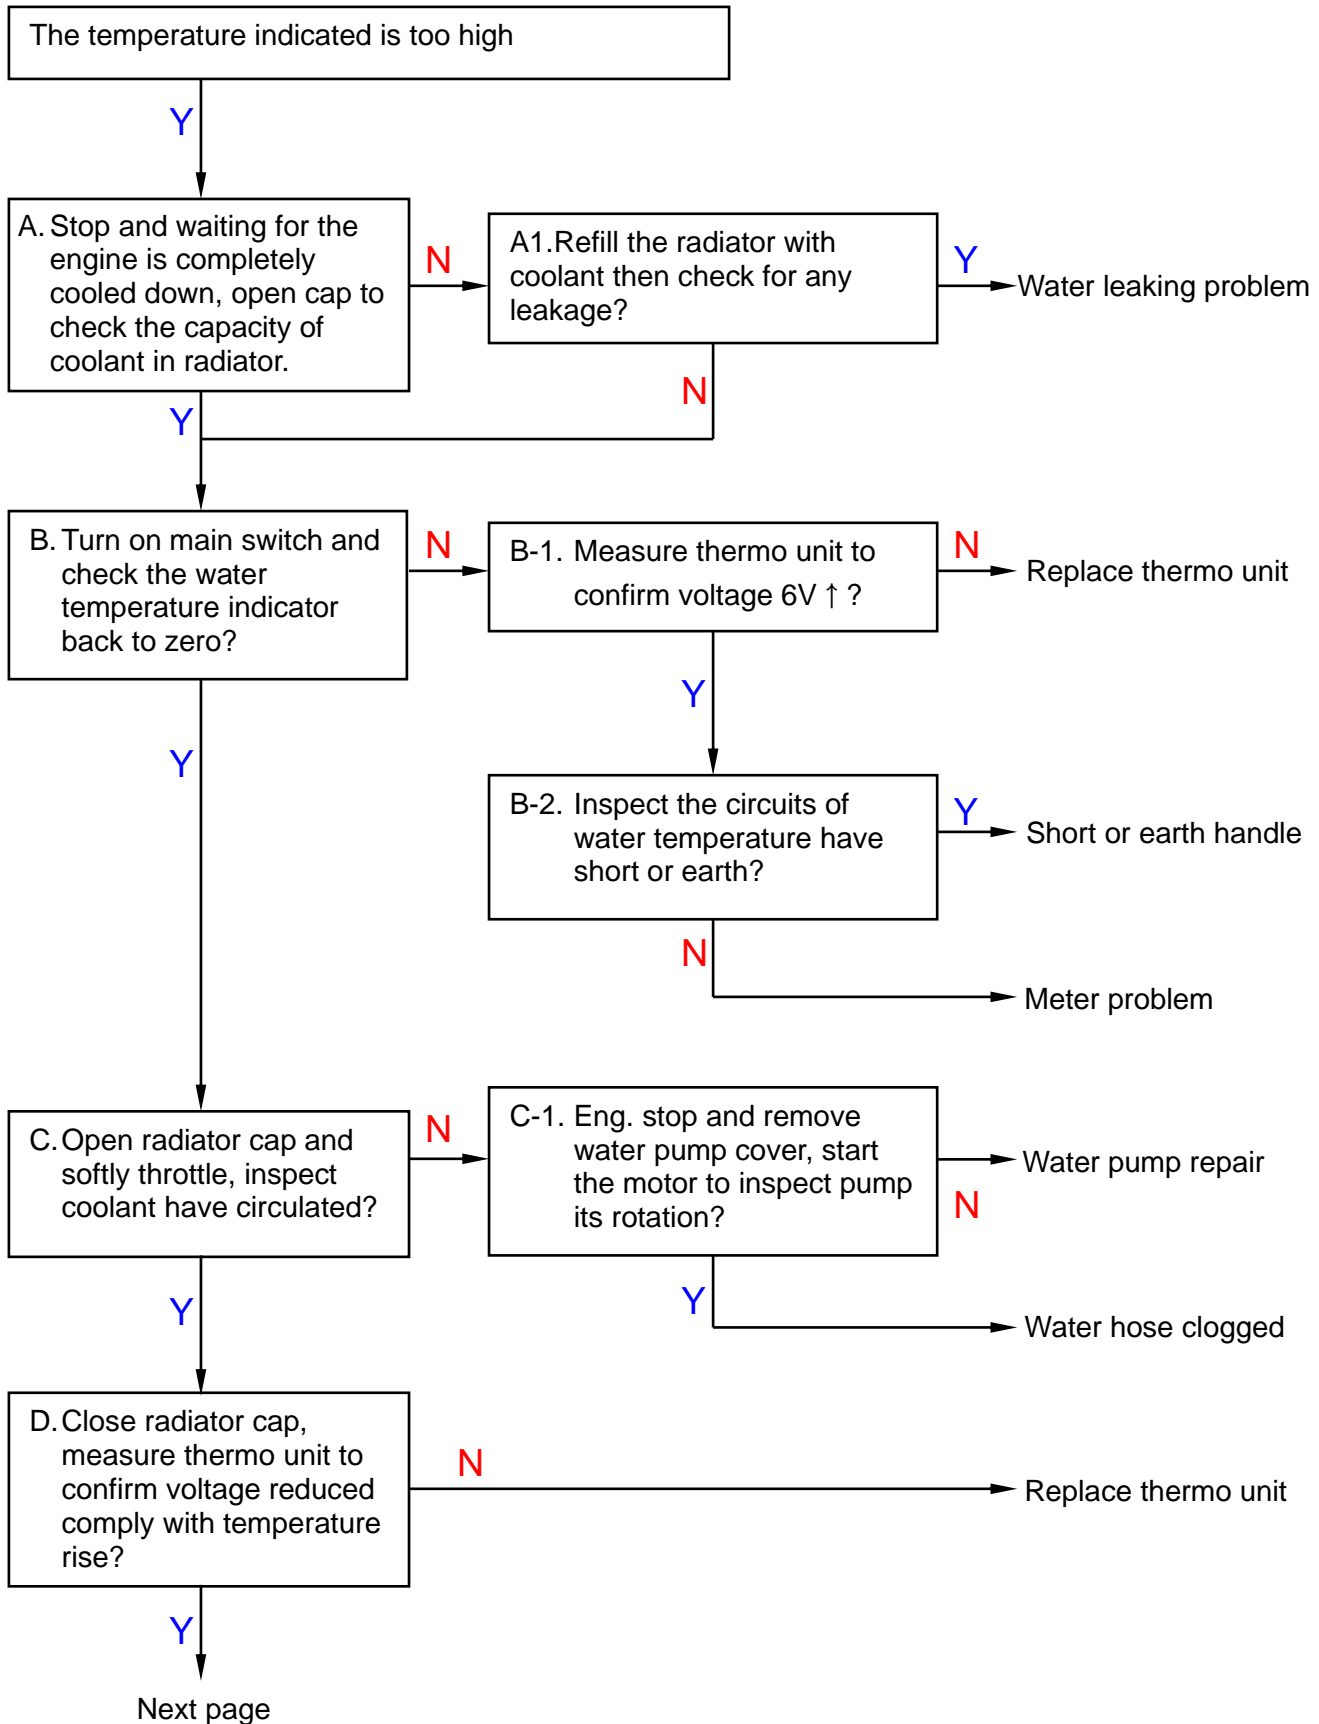 The temperature indicated is too high
Y
A. Stop and waiting for the
engine is completely
cooled down, open cap to
check the capacity of
coolant in radiator.
N
A1.Refill the radiator with
coolant then check for any
leakage?
Y
Water leaking problem
Y
N
B. Turn on main switch and
check the water
temperature indicator
back to zero?
N
B-1. Measure thermo unit to
confirm voltage 6V ↑ ?
N
Replace thermo unit
Y
Y
B-2. Inspect the circuits of
water temperature have
short or earth?
Y
Short or earth handle
N
Meter problem
C. Open radiator cap and
softly throttle, inspect
coolant have circulated?
N
C-1. Eng. stop and remove
water pump cover, start
the motor to inspect pump
its rotation?
N
Water pump repair
Y
Y
Water hose clogged
D. Close radiator cap,
measure thermo unit to
confirm voltage reduced
comply with temperature
rise?
N
Replace thermo unit
Y
Next page